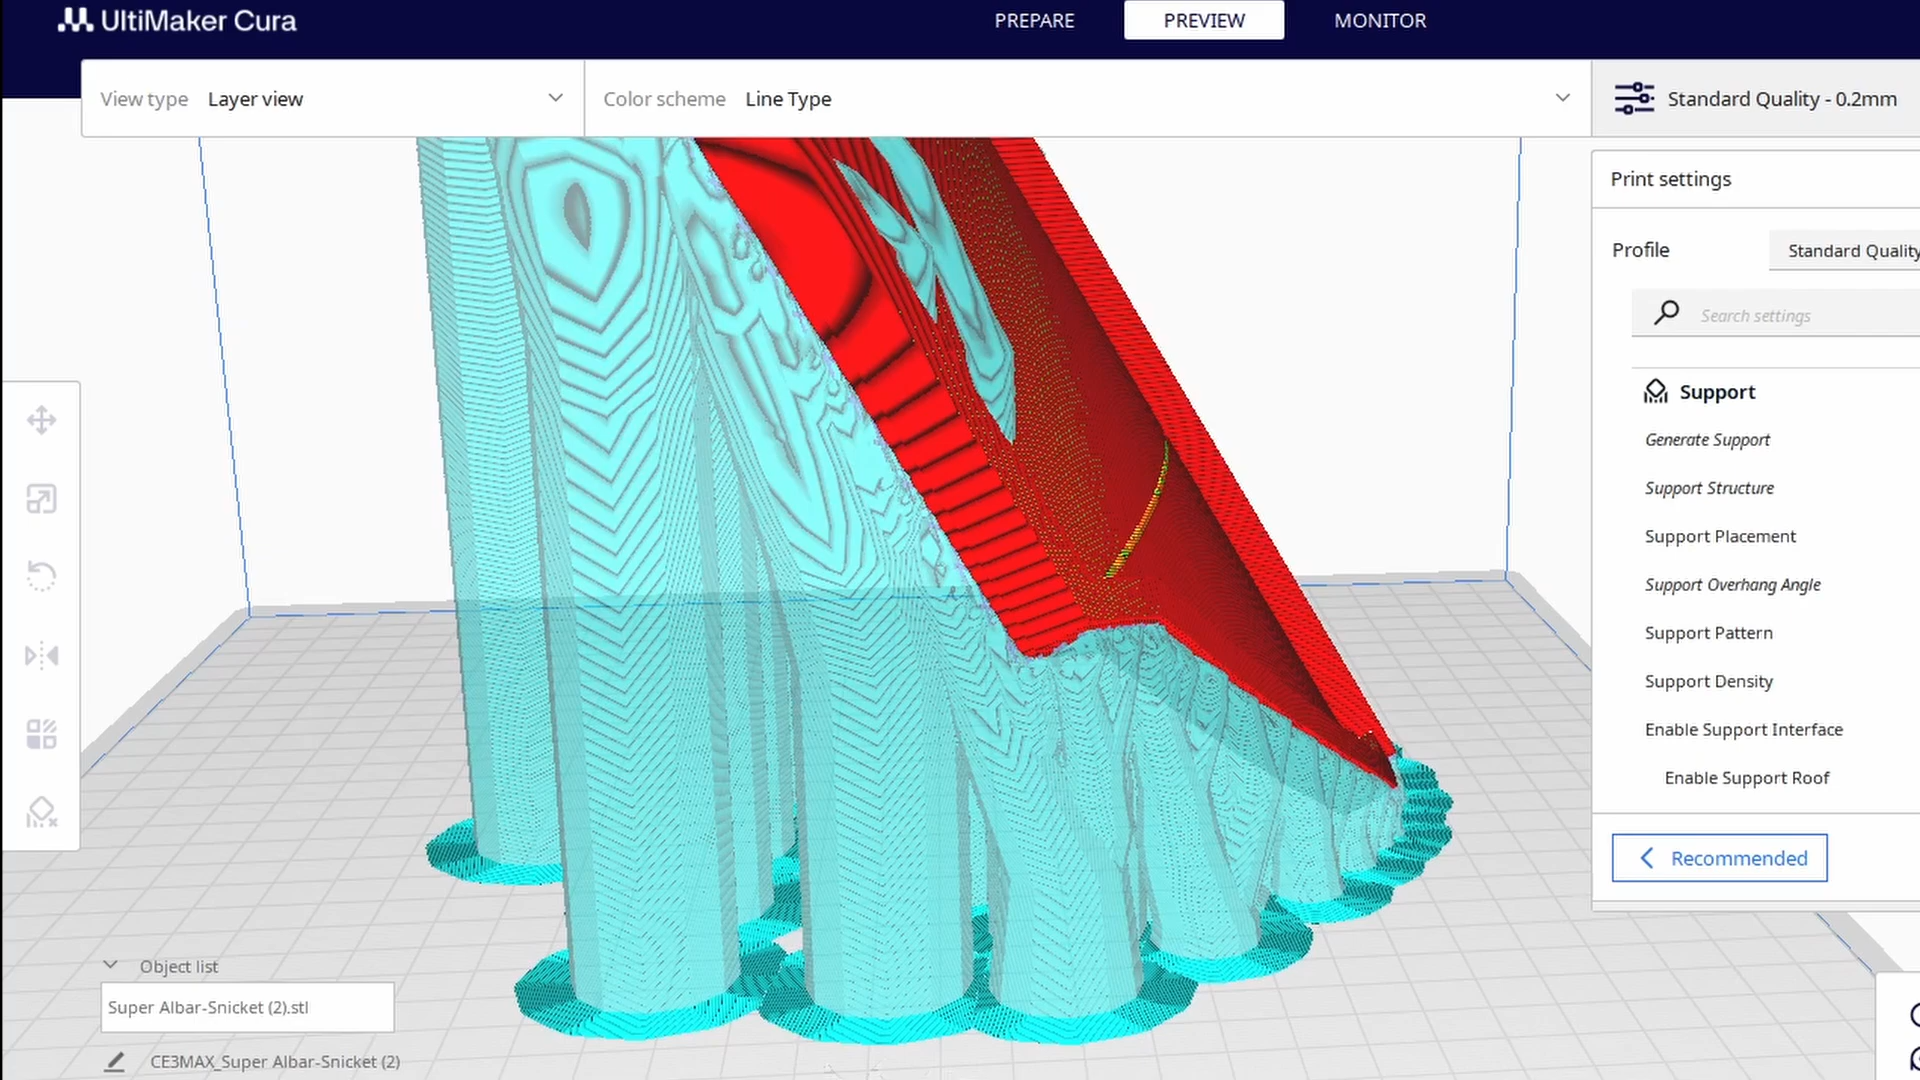 UltiMaker Cura
PREPARE
PREVIEW
MONITOR
View type Layer view
Color scheme Line Type
Standard Quality - 0.2mm
Print settings
Profile
Standard Quality
Search settings
Support
Generate Support
Support Structure
Support Placement
Support Overhang Angle
Support Pattern
Support Density
Enable Support Interface
Enable Support Roof
Recommended
Object list
Super Albar-Snicket (2).stl
CE3MAX_Super Albar-Snicket (2)